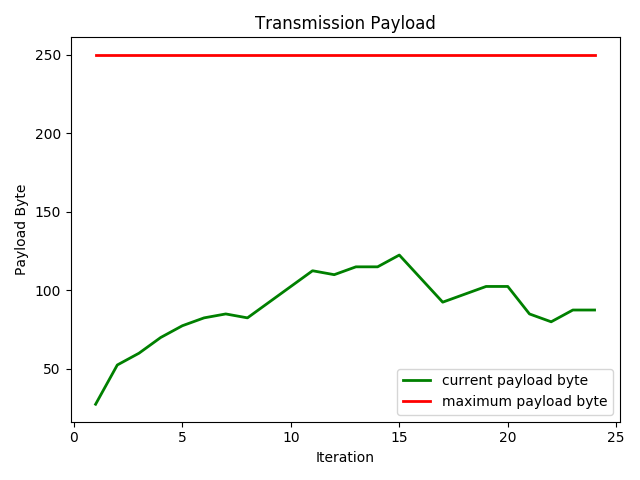 Transmission Payload
250
200
150
100
50
Payload Byte
current payload byte
maximum payload byte
0 5 10 15 20 25
Iteration